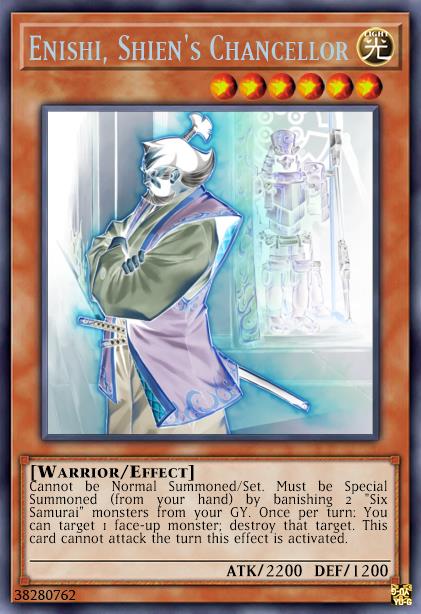 Enishi, Shien's Chancellor
LIGHT
光
[Warrior/Effect]
Cannot be Normal Summoned/Set. Must be Special
Summoned (from your hand) by banishing 2 "Six
Samurai" monsters from your GY. Once per turn: You
can target 1 face-up monster; destroy that target. This
card cannot attack the turn this effect is activated.
ATK/2200 DEF/1200
38280762